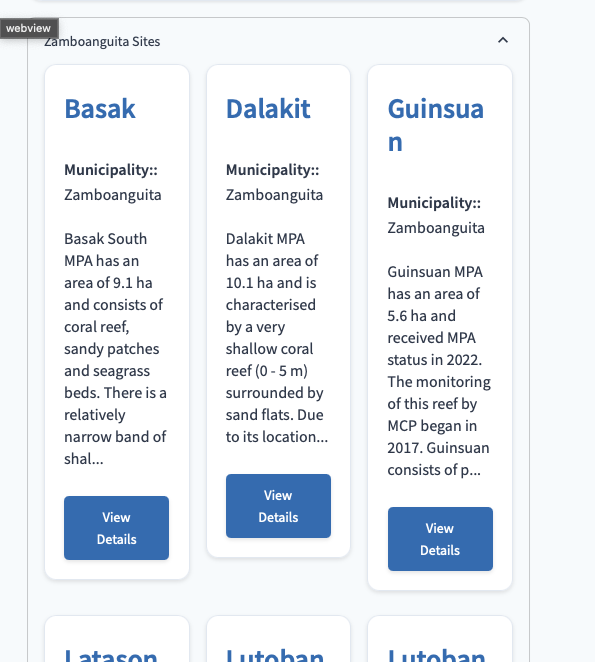 webview
Zamboanguita Sites
Basak
Municipality::
Zamboanguita
Basak South
MPA has an
area of 9.1 ha
and consists of
coral reef,
sandy patches
and seagrass
beds. There is a
relatively
narrow band of
shal...
View
Details
Dalakit
Municipality::
Zamboanguita
Dalakit MPA
has an area of
10.1 ha and is
characterised
by a very
shallow coral
reef (0 - 5 m)
surrounded by
sand flats. Due
to its location...
View
Details
Guinsua
n
Municipality::
Zamboanguita
Guinsuan MPA
has an area of
5.6 ha and
received MPA
status in 2022.
The monitoring
of this reef by
MCP began in
2017. Guinsuan
consists of p...
View
Details
Latason
Lutoban
Lutoban